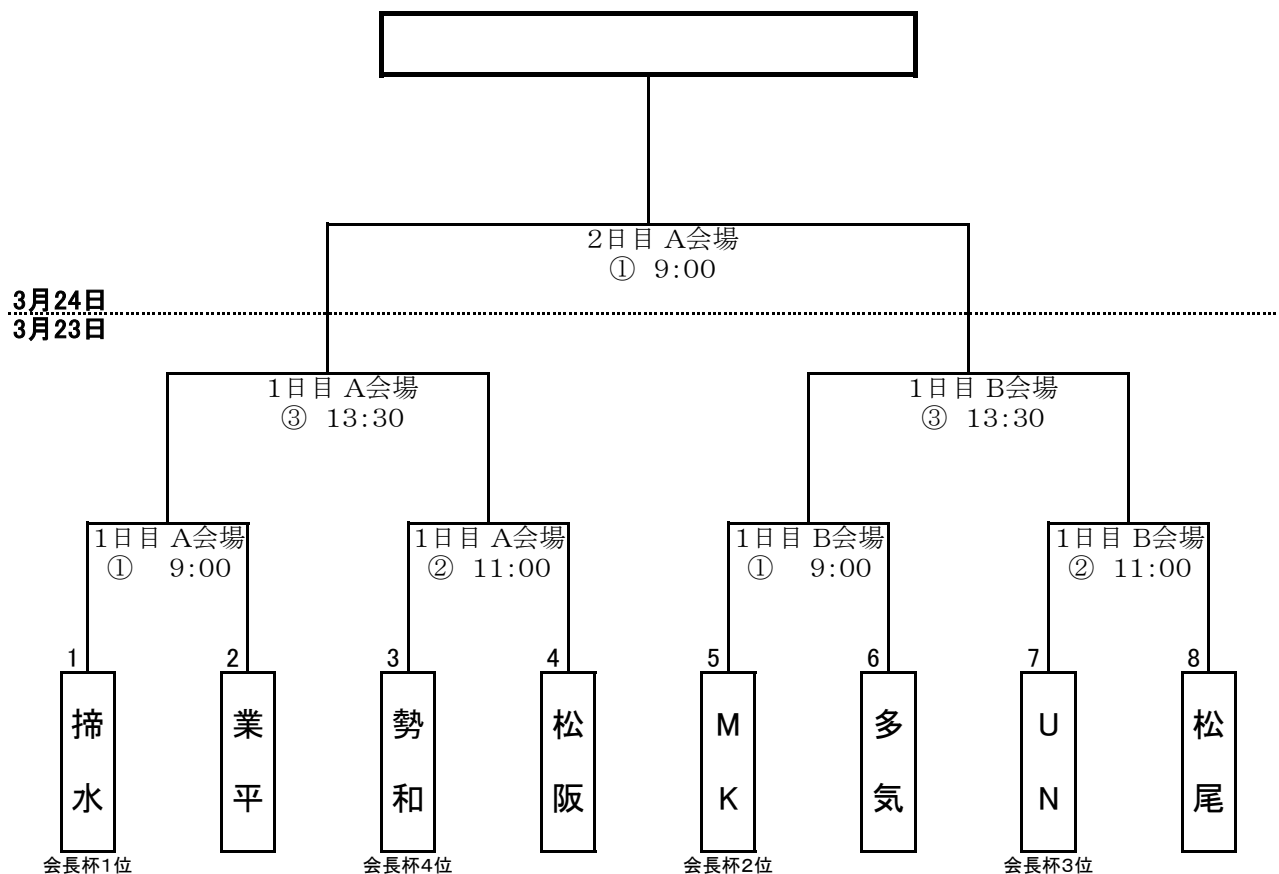 2日目 A会場
① 9:00
3月24日
3月23日
1日目 A会場
③ 13:30
1日目 B会場
③ 13:30
1日目 A会場
① 9:00
1日目 A会場
② 11:00
1日目 B会場
① 9:00
1日目 B会場
② 11:00
1
2
3
4
5
6
7
8
揥水
業平
勢和
松阪
MK
多気
UN
松尾
会長杯1位
会長杯4位
会長杯2位
会長杯3位